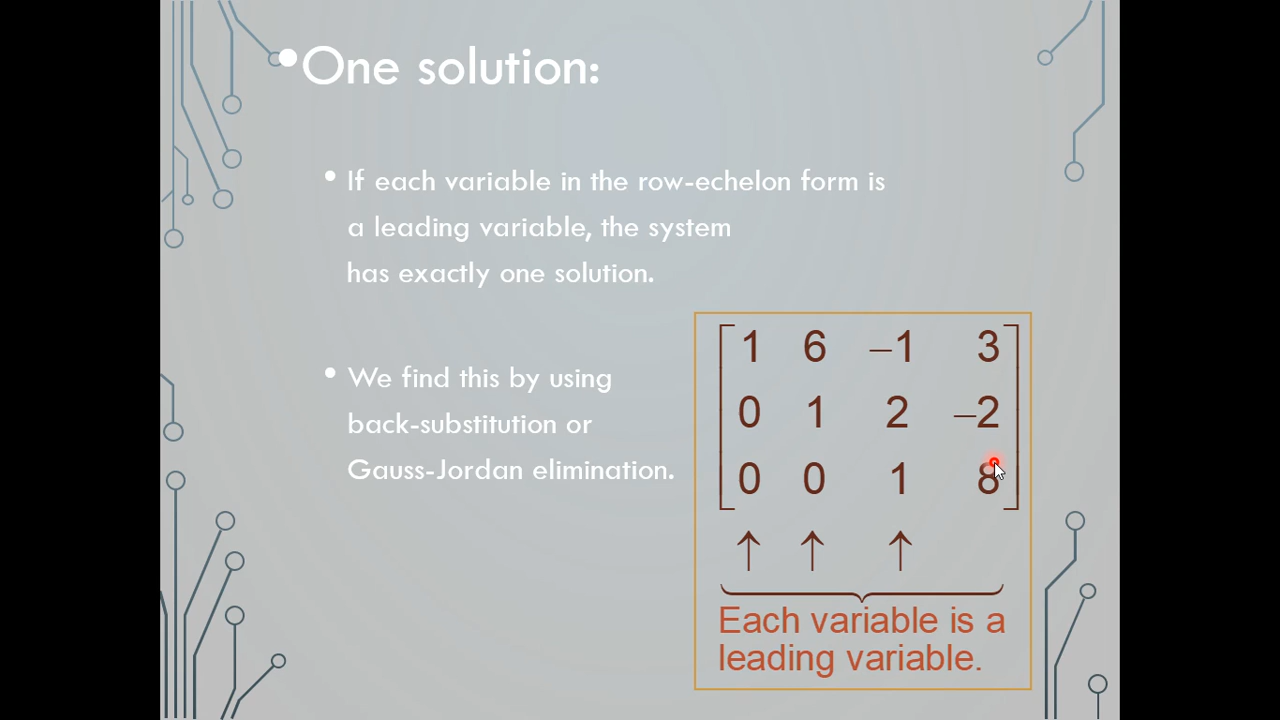 •One solution:
• If each variable in the row-echelon form is
a leading variable, the system
has exactly one solution.
• We find this by using
back-substitution or
Gauss-Jordan elimination.
1 6 –1 3
0 1 2 –2
0 0 1 8
↑ ↑ ↑
Each variable is a
leading variable.